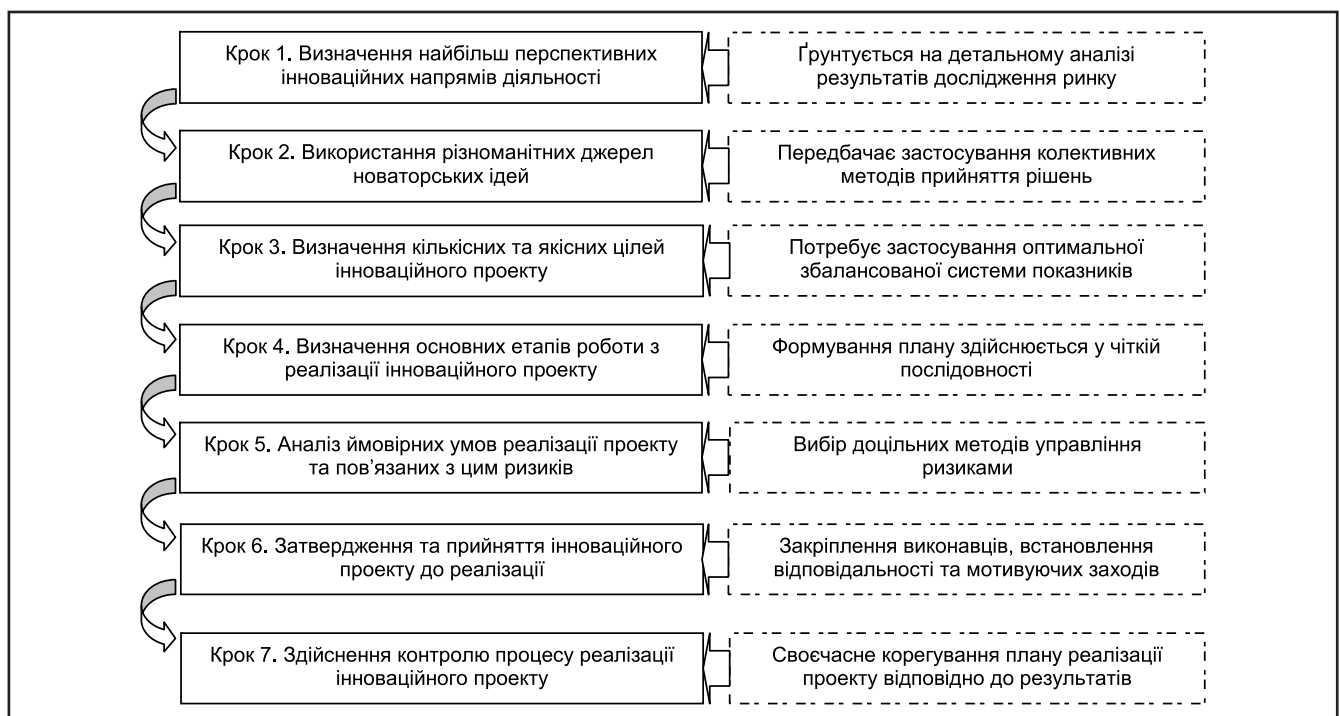 Крок 1. Визначення найбільш перспективних
інноваційних напрямів діяльності
Ґрунтується на детальному аналізі
результатів дослідження ринку
Крок 2. Використання різноманітних джерел
новаторських ідей
Передбачає застосування колективних
методів прийняття рішень
Крок 3. Визначення кількісних та якісних цілей
інноваційного проекту
Потребує застосування оптимальної
збалансованої системи показників
Крок 4. Визначення основних етапів роботи з
реалізації інноваційного проекту
Формування плану здійснюється у чіткій
послідовності
Крок 5. Аналіз ймовірних умов реалізації проекту
та пов’язаних з цим ризиків
Вибір доцільних методів управління
ризиками
Крок 6. Затвердження та прийняття інноваційного
проекту до реалізації
Закріплення виконавців, встановлення
відповідальності та мотивуючих заходів
Крок 7. Здійснення контролю процесу реалізації
інноваційного проекту
Своєчасне корегування плану реалізації
проекту відповідно до результатів